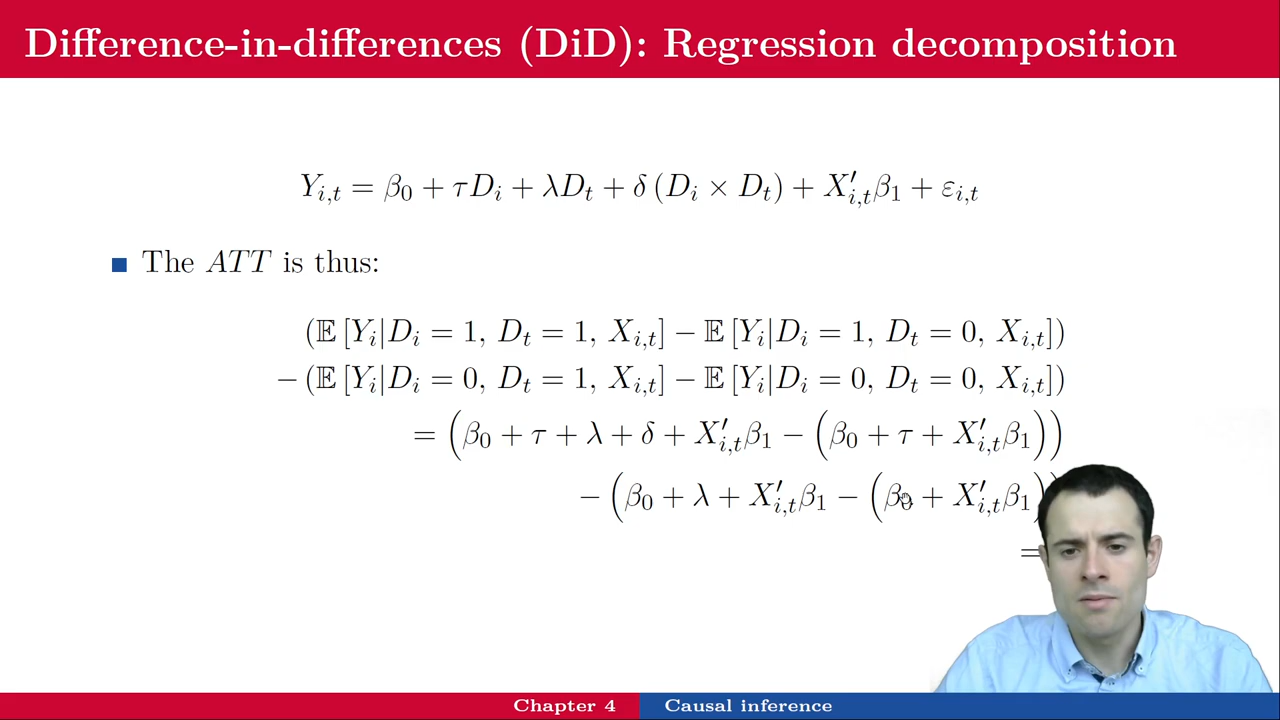 Difference-in-differences (DiD): Regression decomposition
Y_{i,t} = β_0 + τD_i + λD_t + δ (D_i × D_t) + X′_{i,t}β_1 + ε_{i,t}
■ The ATT is thus:
(𝔼 [Y_i|D_i = 1, D_t = 1, X_{i,t}] − 𝔼 [Y_i|D_i = 1, D_t = 0, X_{i,t}])
− (𝔼 [Y_i|D_i = 0, D_t = 1, X_{i,t}] − 𝔼 [Y_i|D_i = 0, D_t = 0, X_{i,t}])
= (β_0 + τ + λ + δ + X′_{i,t}β_1 − (β_0 + τ + X′_{i,t}β_1))
− (β_0 + λ + X′_{i,t}β_1 − (β_0 + X′_{i,t}β_1))
=
Chapter 4
Causal inference